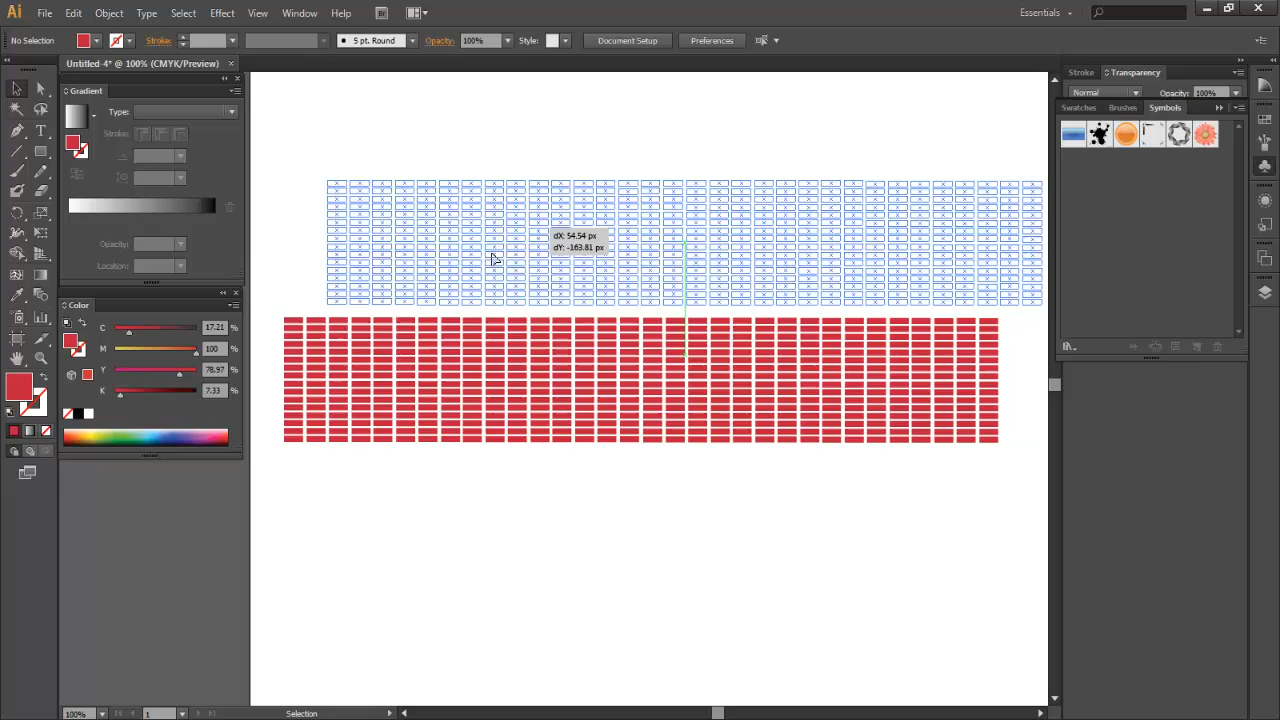 Ai File Edit Object Type Select Effect View Window Help Br Essentials
No Selection Stroke: 5 pt. Round Opacity: 100% Style: Document Setup Preferences
Untitled-4* @ 100% (CMYK/Preview)
Gradient
Type:
Stroke:
Opacity:
Location:
Color
C 17.21 %
M 100 %
Y 78.97 %
K 7.33 %
dX: 54.54 px
dY: -163.81 px
Stroke Transparency
Normal Opacity: 100%
Swatches Brushes Symbols
100% 1 Selection